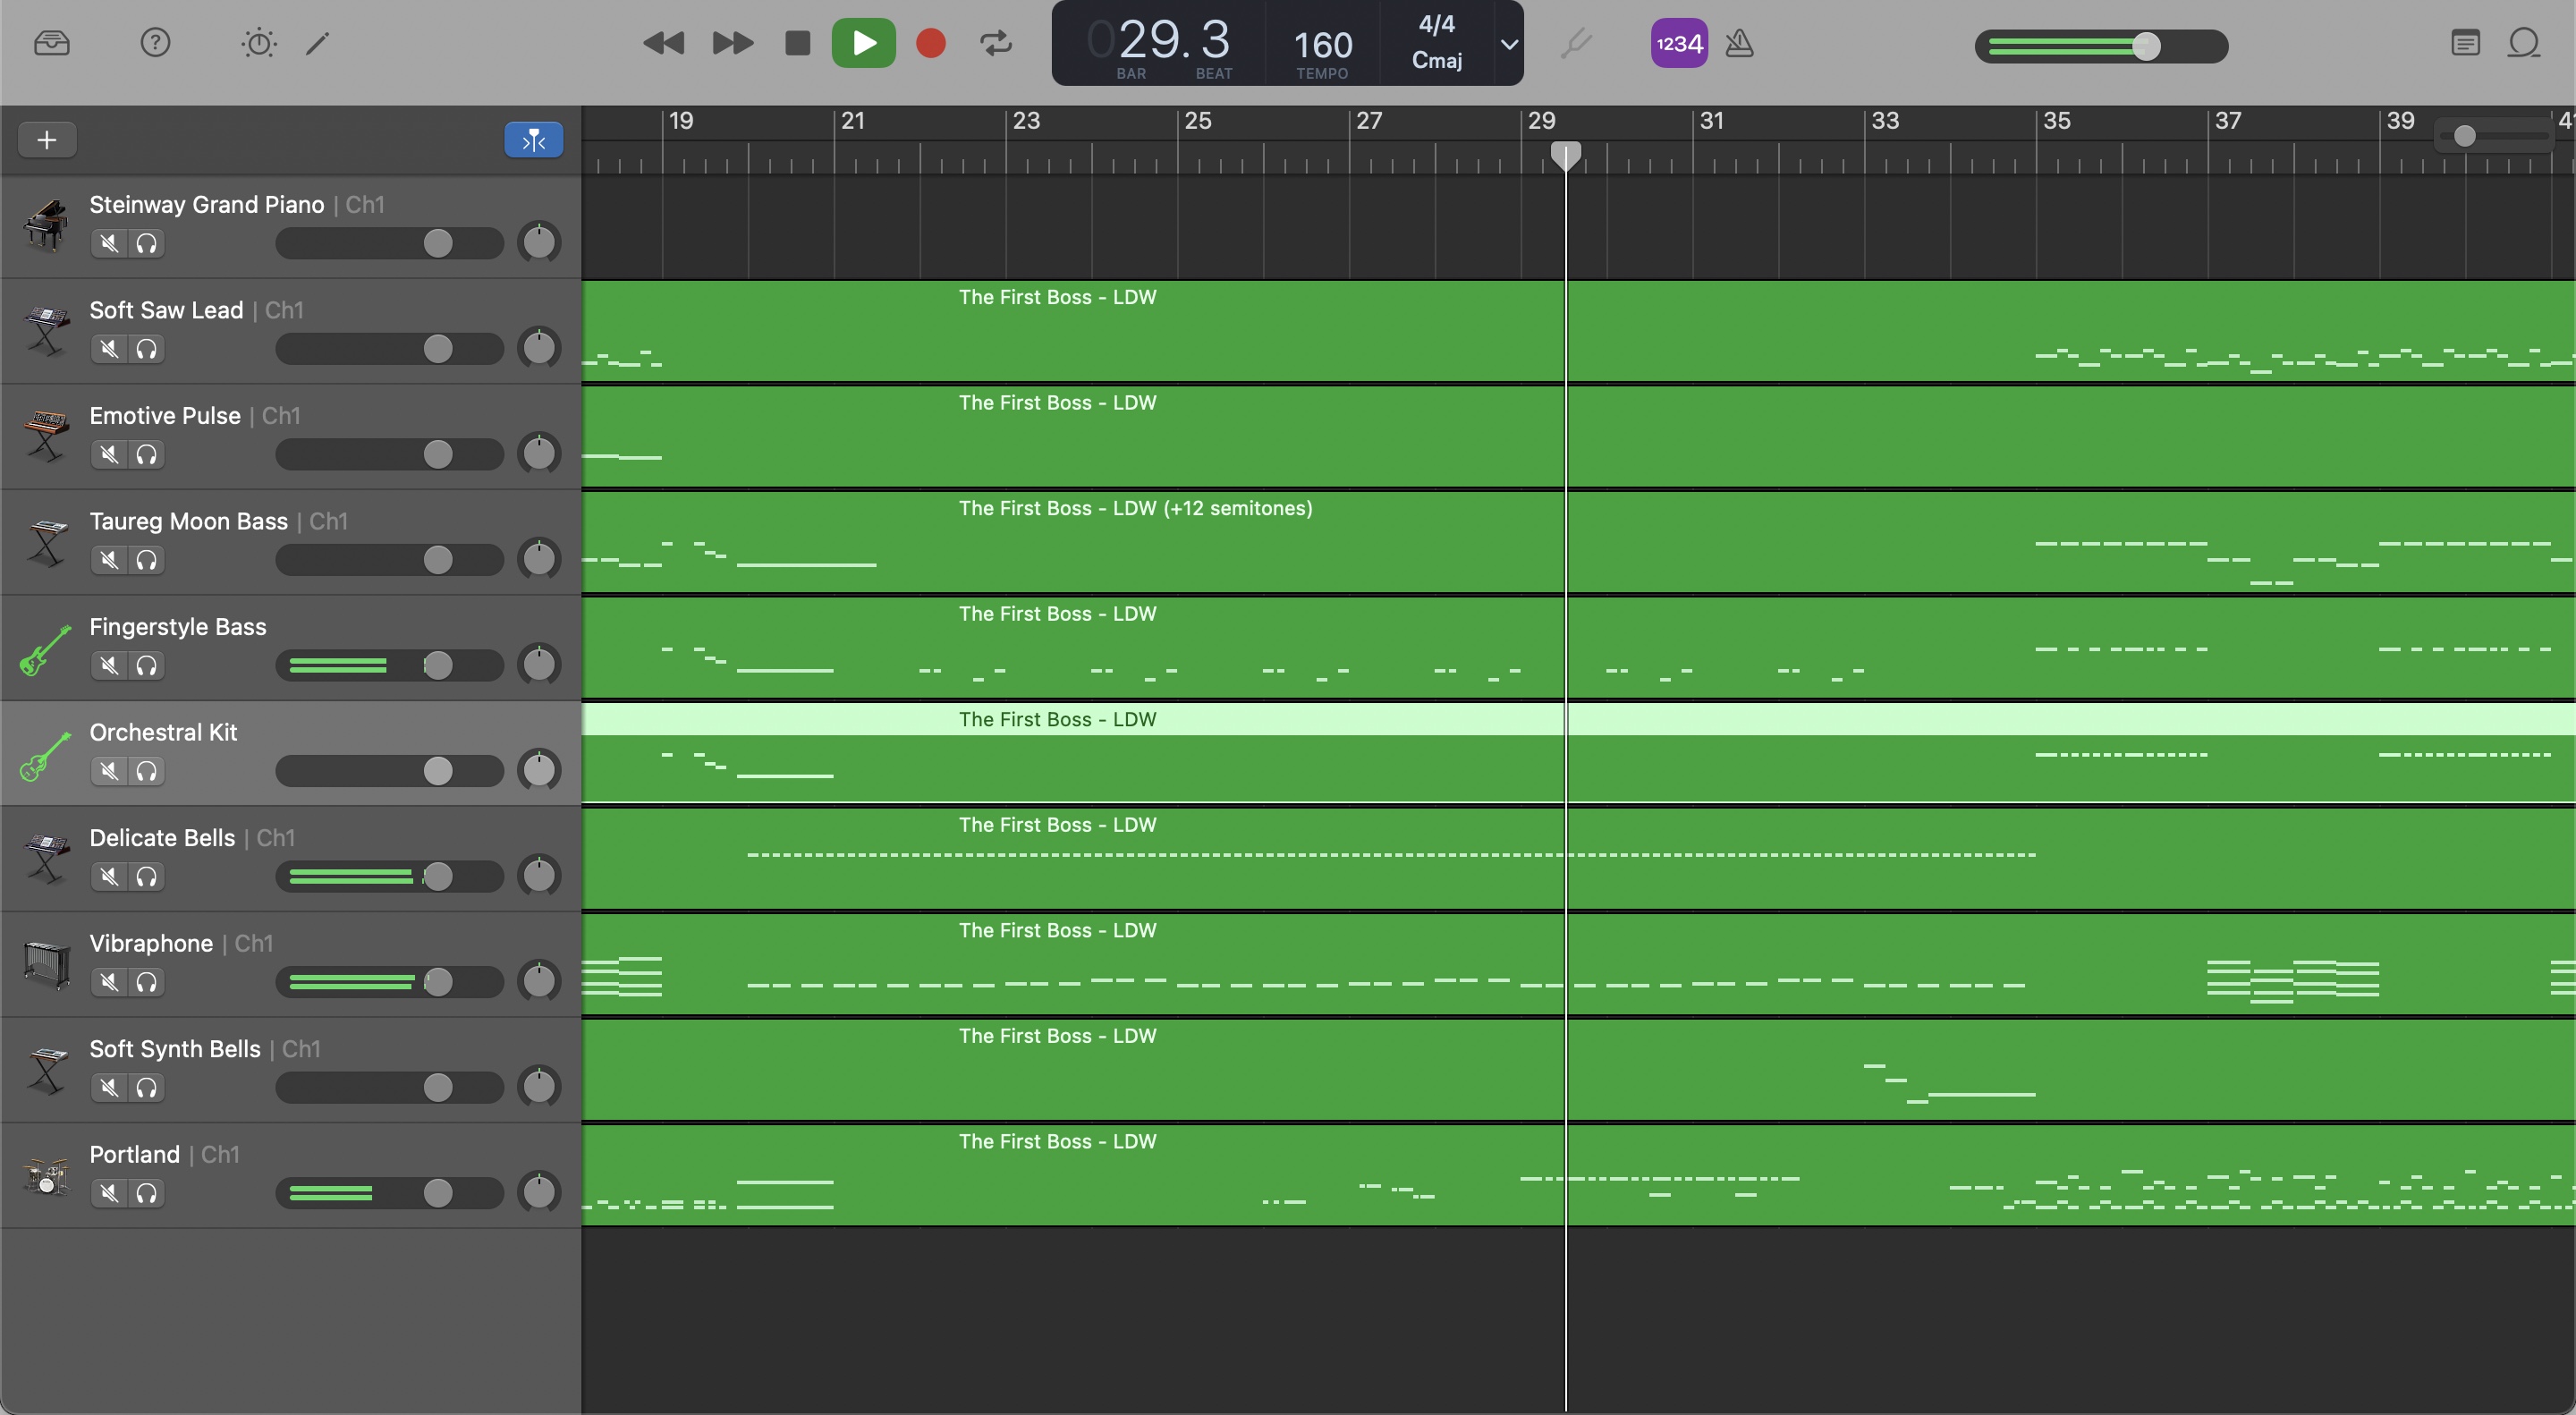 ?
029.3
BAR
BEAT
160
TEMPO
4/4
Cmaj
1234
19 21 23 25 27 29 31 33 35 37 39
Steinway Grand Piano | Ch1
Soft Saw Lead | Ch1
The First Boss - LDW
Emotive Pulse | Ch1
The First Boss - LDW
Taureg Moon Bass | Ch1
The First Boss - LDW (+12 semitones)
Fingerstyle Bass
The First Boss - LDW
Orchestral Kit
The First Boss - LDW
Delicate Bells | Ch1
The First Boss - LDW
Vibraphone | Ch1
The First Boss - LDW
Soft Synth Bells | Ch1
The First Boss - LDW
Portland | Ch1
The First Boss - LDW